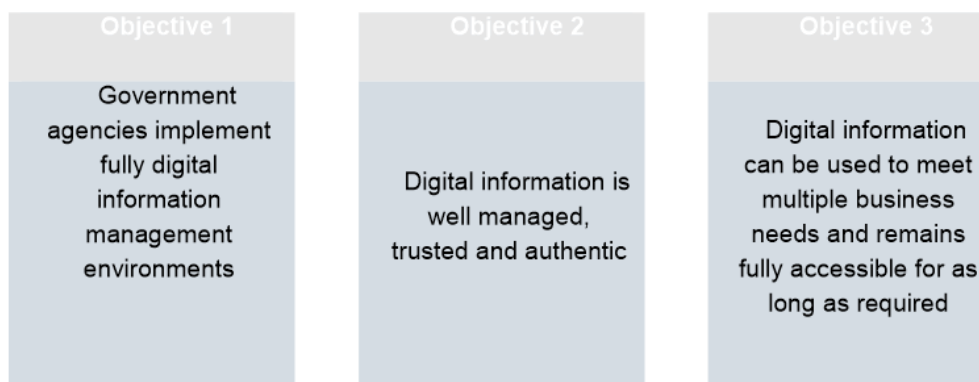 Objective 1
Government
agencies implement
fully digital
information
management
environments
Objective 2
Digital information is
well managed,
trusted and authentic
Objective 3
Digital information
can be used to meet
multiple business
needs and remains
fully accessible for as
long as required